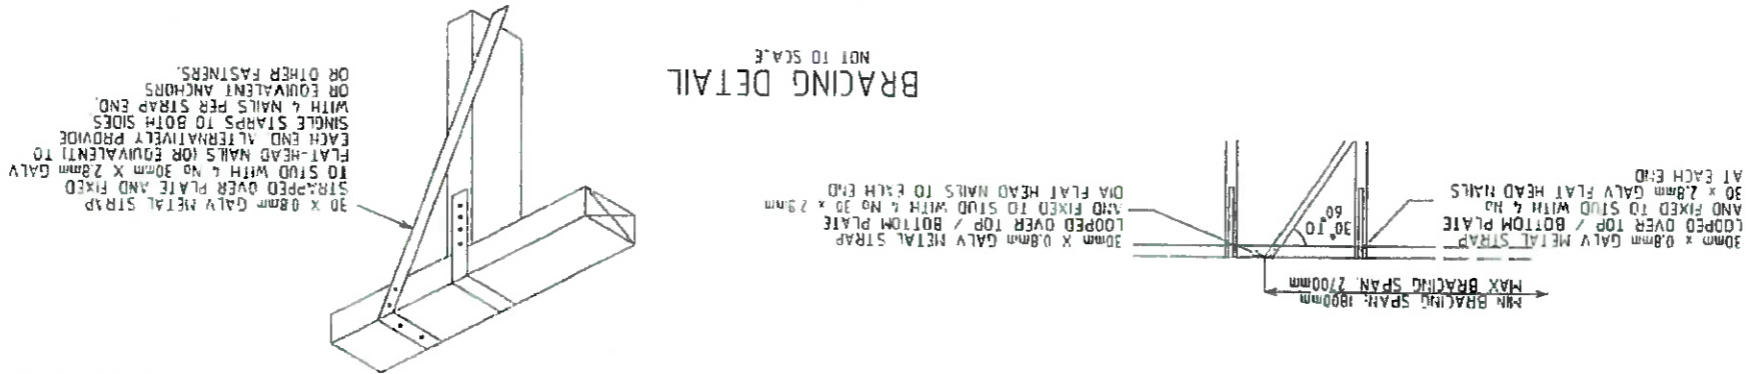 MIN BRACING SPAN: 1800mm
MAX BRACING SPAN: 2700mm
30mm x 0.8mm GALV METAL STRAP
LOOPED OVER TOP / BOTTOM PLATE
AND FIXED TO STUD WITH 4 No
30 x 2.8mm GALV FLAT HEAD NAILS
AT EACH END
30° TO
60°
30mm X 0.8mm GALV METAL STRAP
LOOPED OVER TOP / BOTTOM PLATE
AND FIXED TO STUD WITH 4 No 30 x 2.8mm
DIA FLAT HEAD NAILS TO EACH END
BRACING DETAIL
NOT TO SCALE
30 X 0.8mm GALV METAL STRAP
STRAPPED OVER PLATE AND FIXED
TO STUD WITH 4 No 30mm X 2.8mm GALV
FLAT-HEAD NAILS (OR EQUIVALENT) TO
EACH END. ALTERNATIVELY PROVIDE
SINGLE STARPS TO BOTH SIDES
WITH 4 NAILS PER STRAP END,
OR EQUIVALENT ANCHORS
OR OTHER FASTNERS.